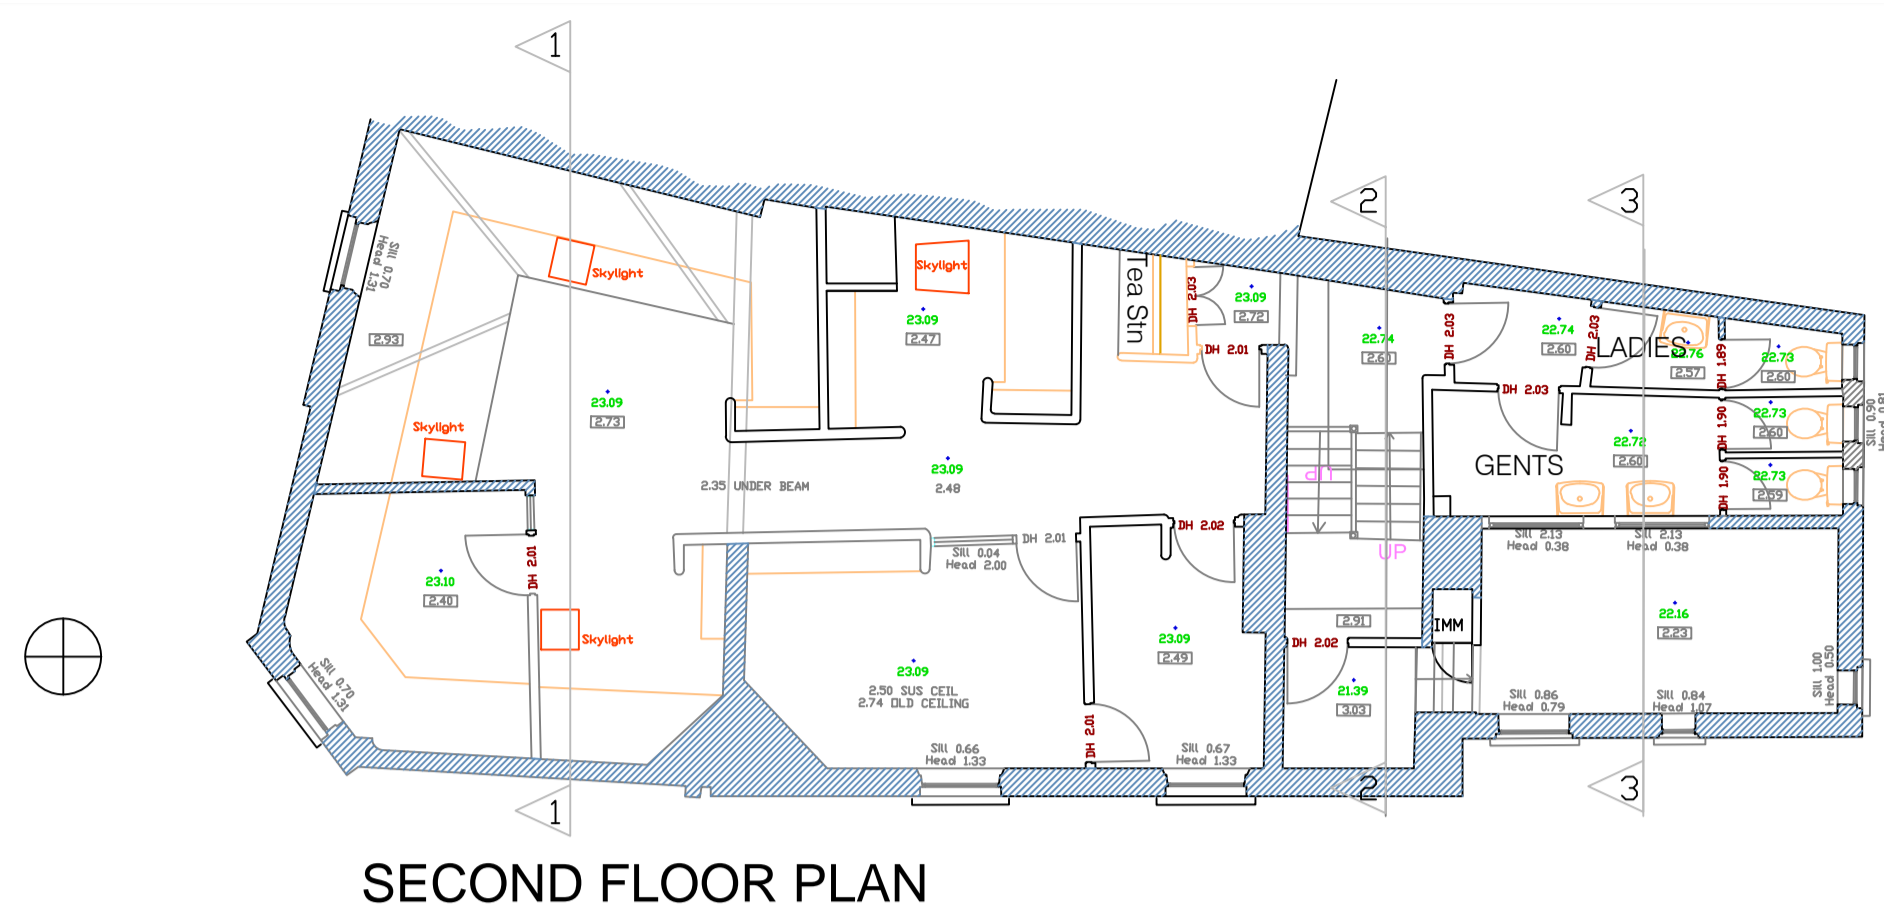 1
2
3
Sill 0.70
Head 1.31
2.93
Skylight
Skylight
23.09
2.47
Tea Stn
DH 2.03
23.09
2.72
DH 2.01
22.74
2.60
DH 2.03
22.74
2.60
DH 2.03
LADIES
22.76
2.57
DH 1.89
22.73
2.60
DH 2.03
Skylight
23.09
2.73
DH 1.90
22.73
2.60
Sill 0.90
Head 0.81
22.72
2.60
GENTS
DH 1.90
22.73
2.59
23.09
2.48
2.35 UNDER BEAM
UP
UP
DH 2.02
DH 2.01
Sill 0.04
Head 2.00
Sill 2.13
Head 0.38
Sill 2.13
Head 0.38
DH 2.01
23.10
2.40
Skylight
23.09
2.49
2.91
IMM
22.16
2.23
DH 2.02
23.09
2.50 SUS CEIL
2.74 OLD CEILING
21.39
3.03
Sill 1.00
Head 0.50
Sill 0.70
Head 1.31
Sill 0.86
Head 0.79
Sill 0.84
Head 1.07
DH 2.01
Sill 0.66
Head 1.33
Sill 0.67
Head 1.33
1
2
3
SECOND FLOOR PLAN